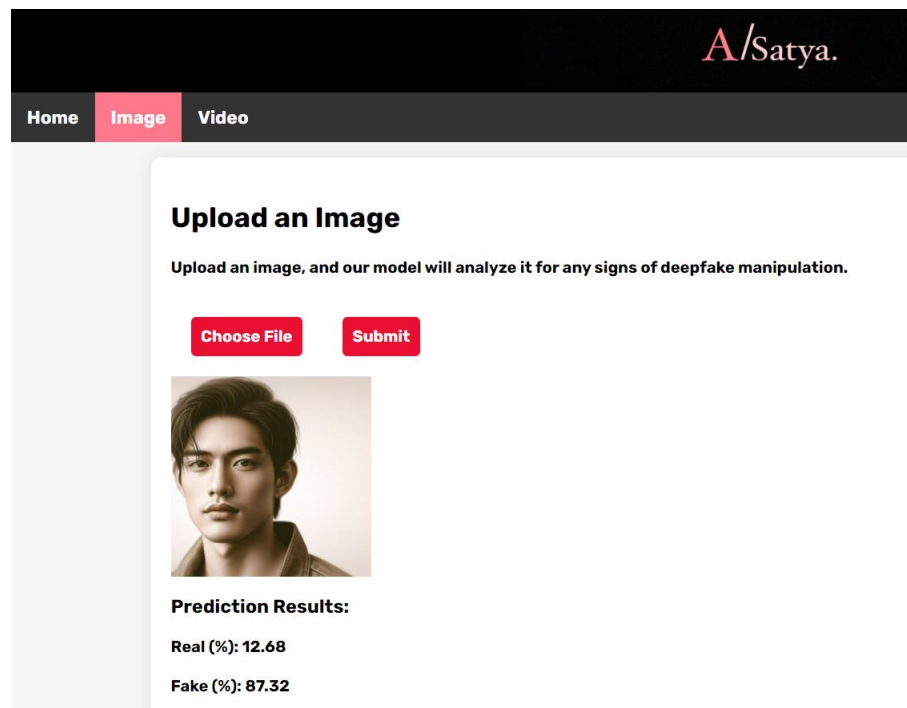 A/Satya.
Home Image Video
Upload an Image
Upload an image, and our model will analyze it for any signs of deepfake manipulation.
Choose File Submit
Prediction Results:
Real (%): 12.68
Fake (%): 87.32